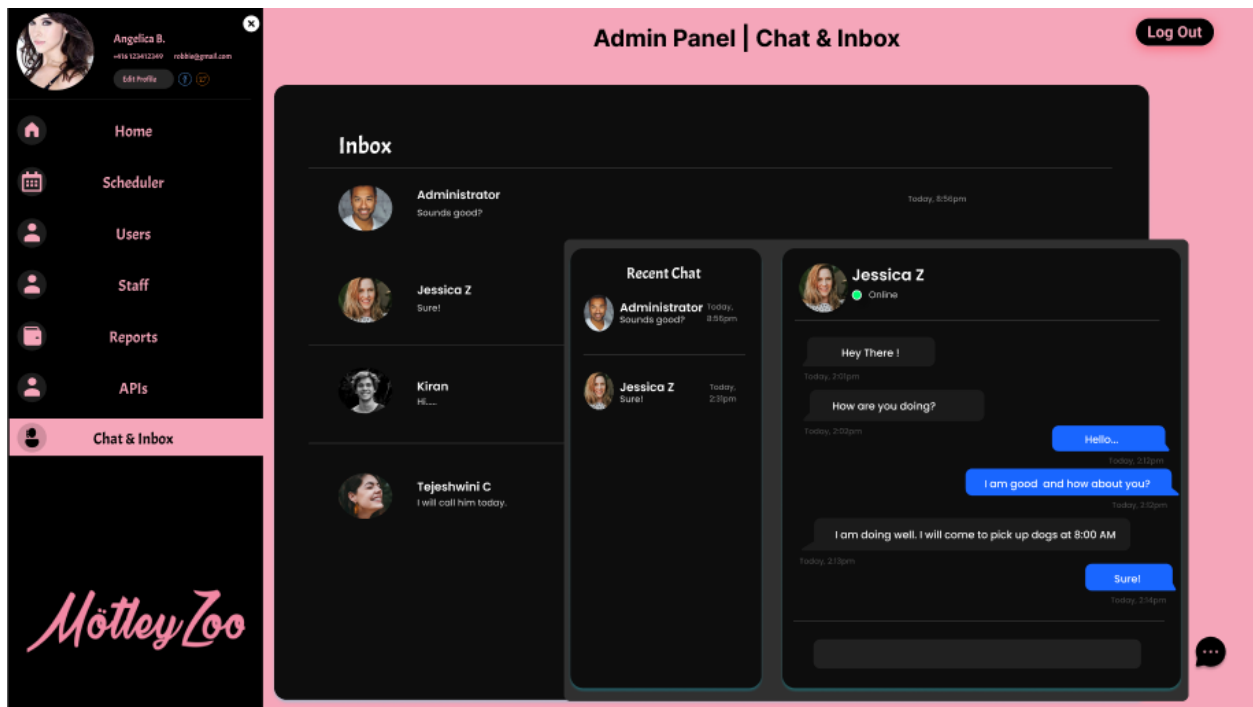 Angelica B.
+416 123412349 robbie@gmail.com
Edit Profile
Home
Scheduler
Users
Staff
Reports
APIs
Chat & Inbox
Mötley Zoo
Admin Panel | Chat & Inbox
Log Out
Inbox
Administrator
Sounds good?
Today, 8:56pm
Jessica Z
Sure!
Kiran
Hi.....
Tejeshwini C
I will call him today.
Recent Chat
Administrator Today,
Sounds good? 8:56pm
Jessica Z Today,
Sure! 2:31pm
Jessica Z
Online
Hey There !
Today, 2:01pm
How are you doing?
Today, 2:02pm
Hello...
Today, 2:12pm
I am good and how about you?
Today, 2:12pm
I am doing well. I will come to pick up dogs at 8:00 AM
Today, 2:13pm
Sure!
Today, 2:14pm